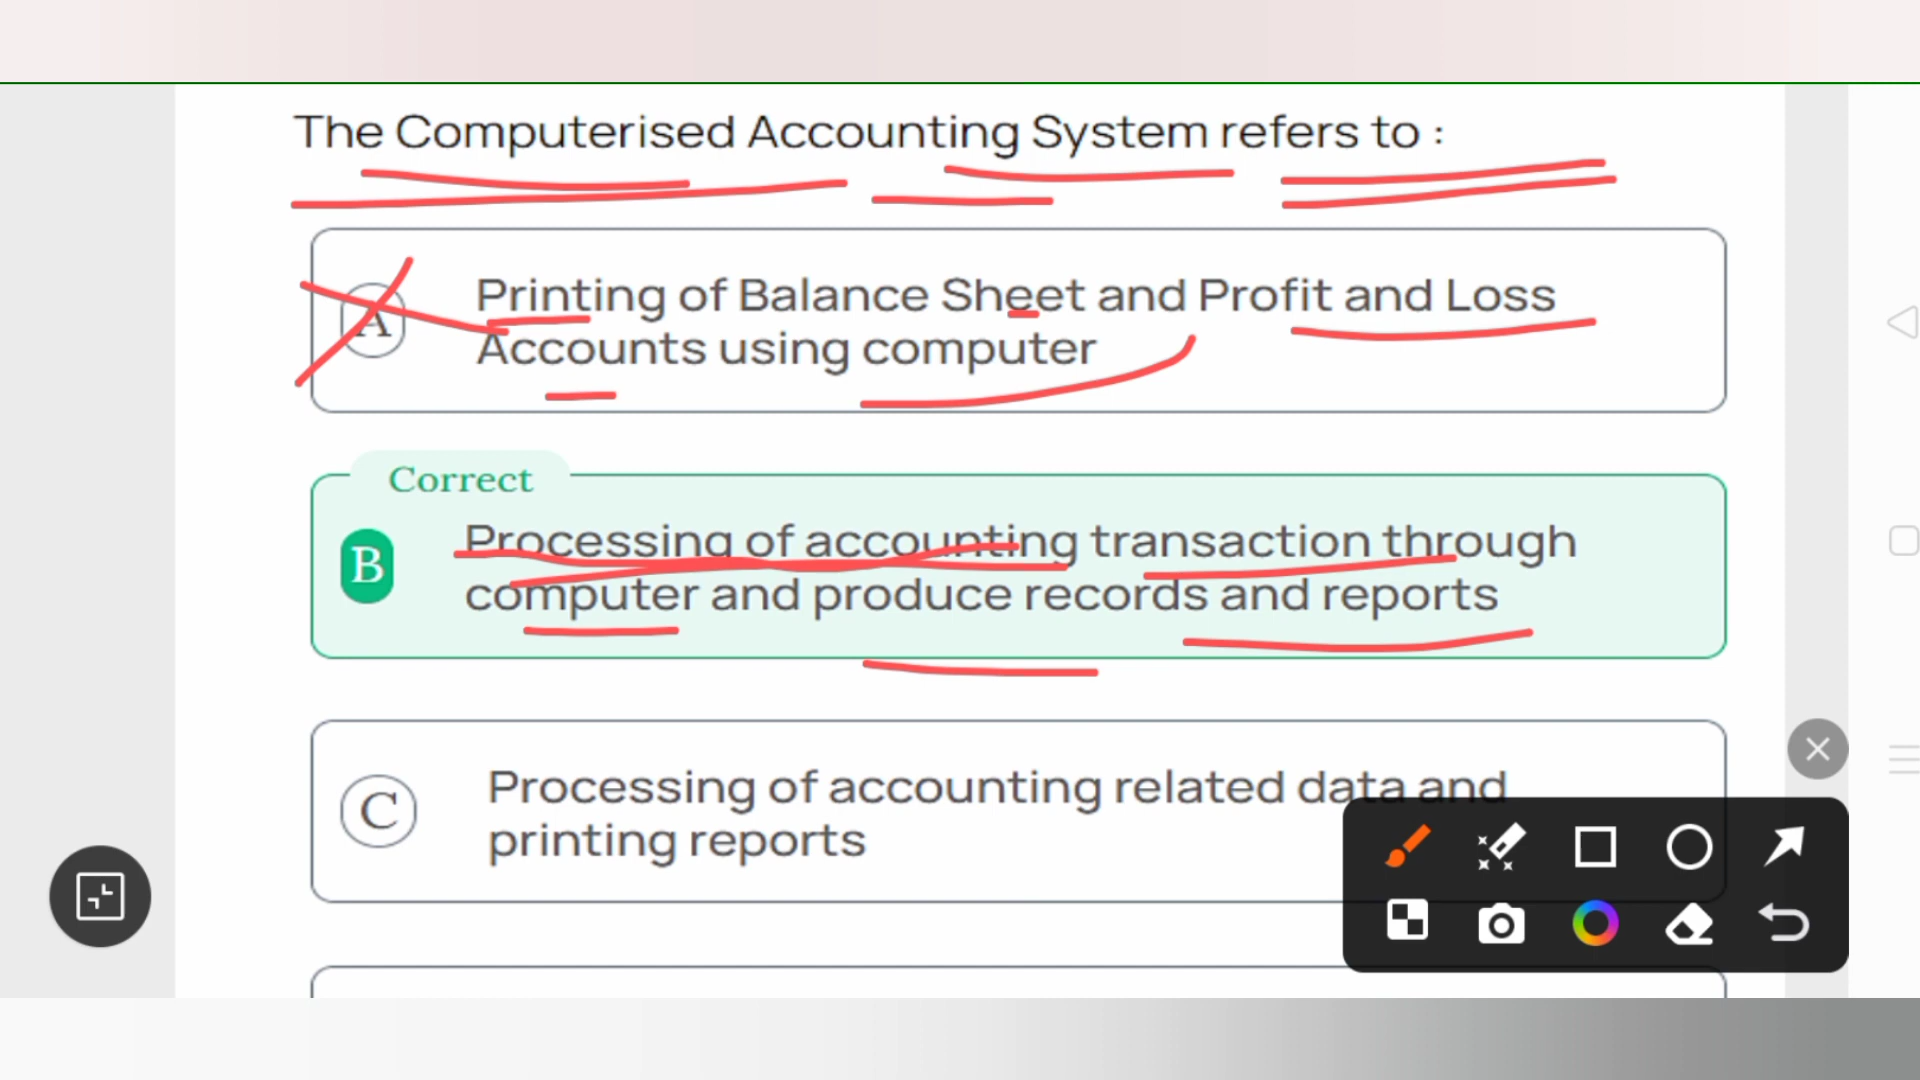 The Computerised Accounting System refers to :
A
Printing of Balance Sheet and Profit and Loss
Accounts using computer
Correct
B
Processing of accounting transaction through
computer and produce records and reports
C
Processing of accounting related data and
printing reports